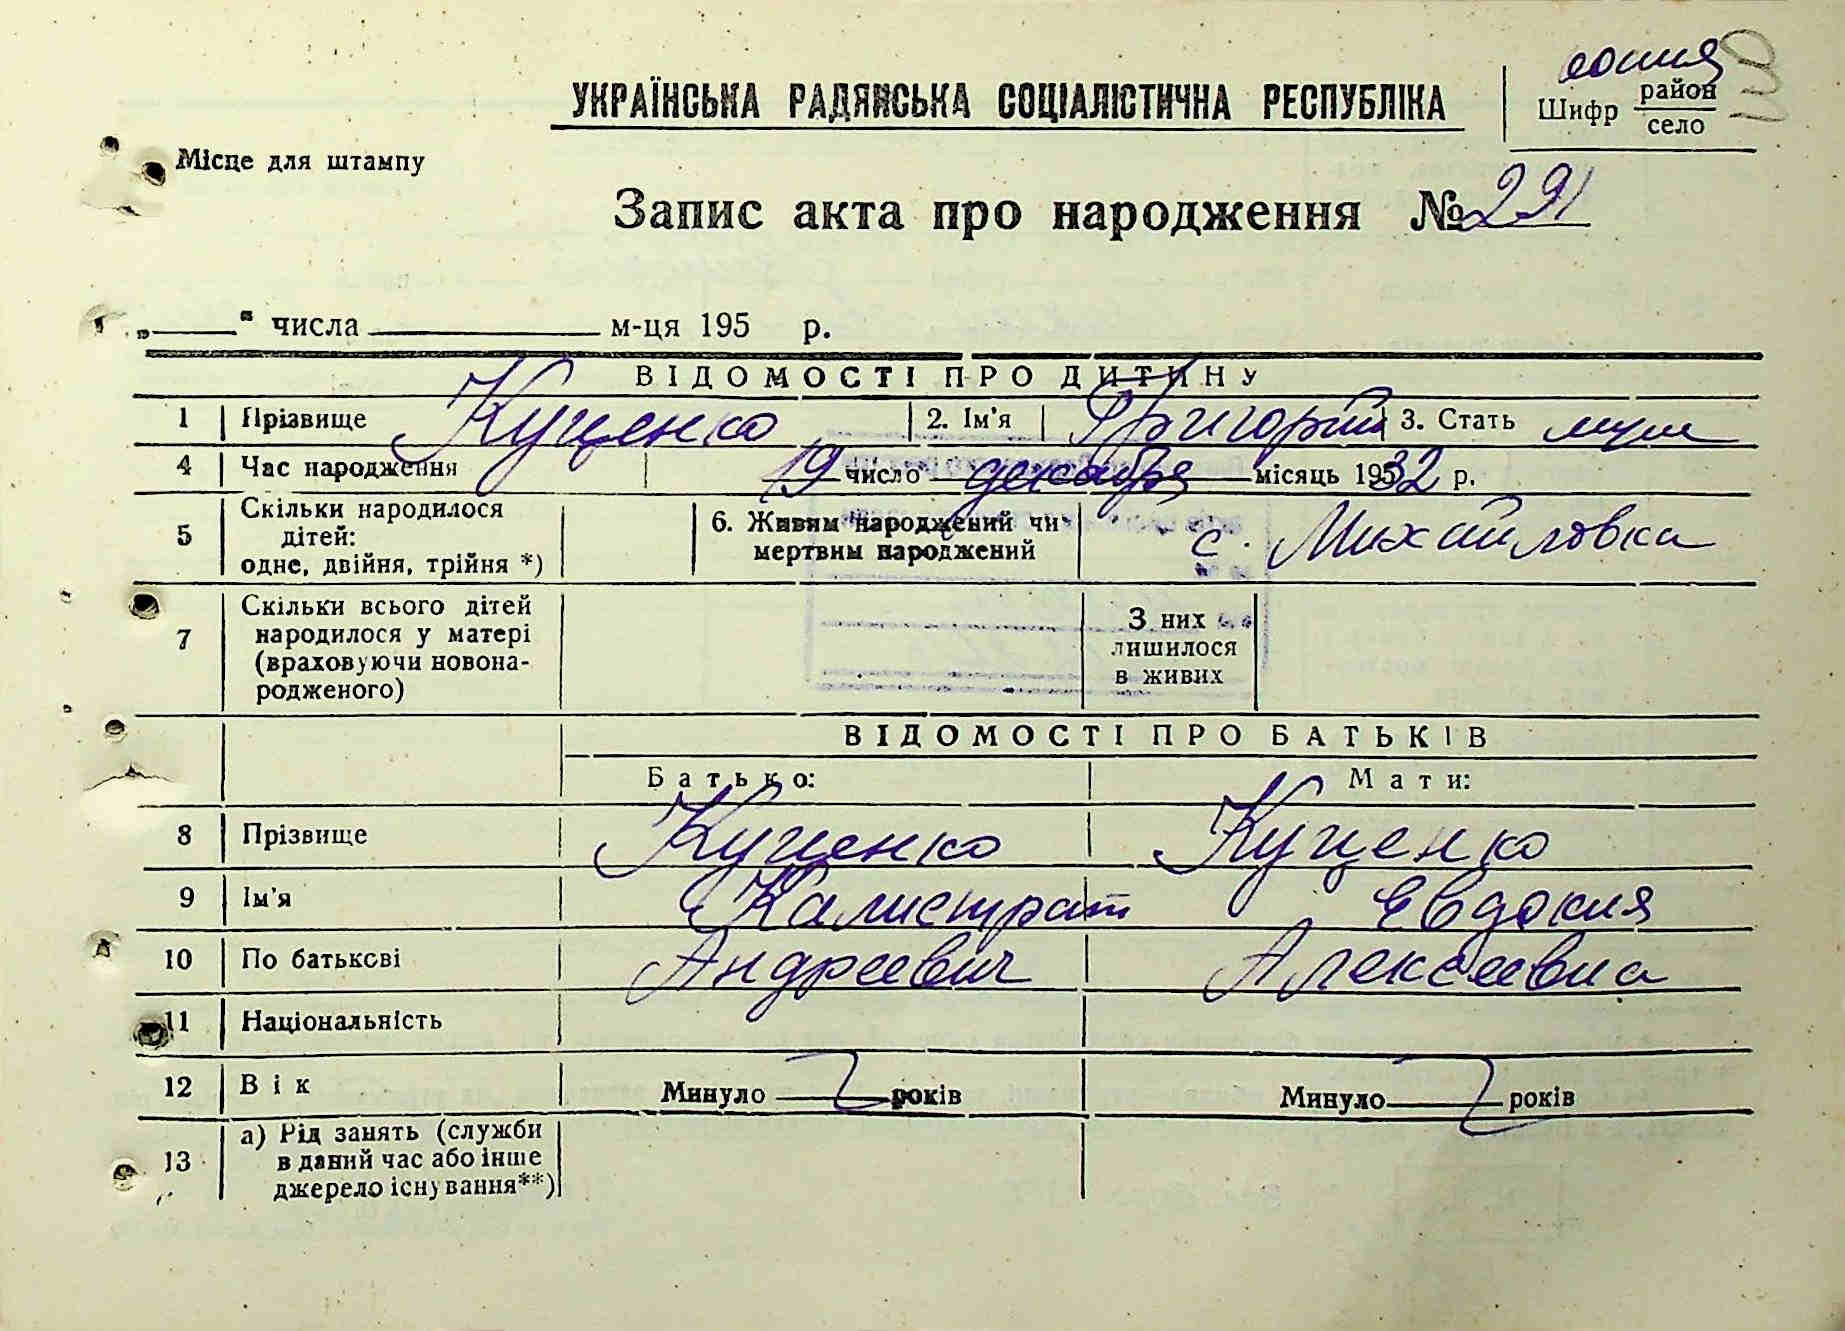 копия
УКРАЇНСЬКА РАДЯНСЬКА СОЦІАЛІСТИЧНА РЕСПУБЛІКА
Шифр район
село
Місце для штампу
Запис акта про народження № 291
„ " числа м-ця 195 р.
ВІДОМОСТІ ПРО ДИТИНУ
1 Прізвище Куценко 2. Ім'я Григорий 3. Стать муж
4 Час народження 19 число декабря місяць 1932 р.
5 Скільки народилося дітей: одне, двійня, трійня *) 6. Живим народжений чи мертвим народжений с. Михайловка
7 Скільки всього дітей народилося у матері (враховуючи новонародженого) З них лишилося в живих
ВІДОМОСТІ ПРО БАТЬКІВ
Батько: Мати:
8 Прізвище Куценко Куценко
9 Ім'я Калистрат Евдокия
10 По батькові Андреевич Алексеевна
11 Національність
12 Вік Минуло років Минуло років
13 а) Рід занять (служби в даний час або інше джерело існування**)